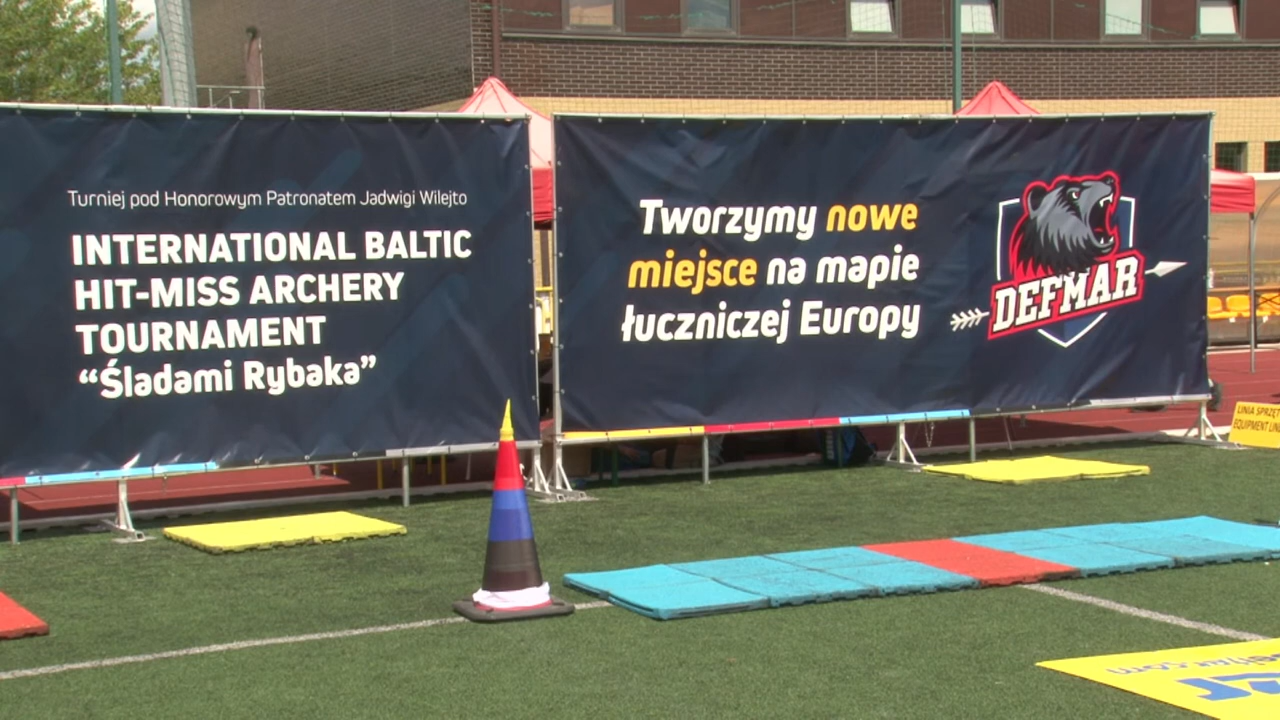 Turniej pod Honorowym Patronatem Jadwigi Wilejto
INTERNATIONAL BALTIC
HIT-MISS ARCHERY
TOURNAMENT
“Śladami Rybaka”
Tworzymy nowe
miejsce na mapie
łuczniczej Europy
DEFMAR
LINIA SPRZĘT
EQUIPMENT LINE